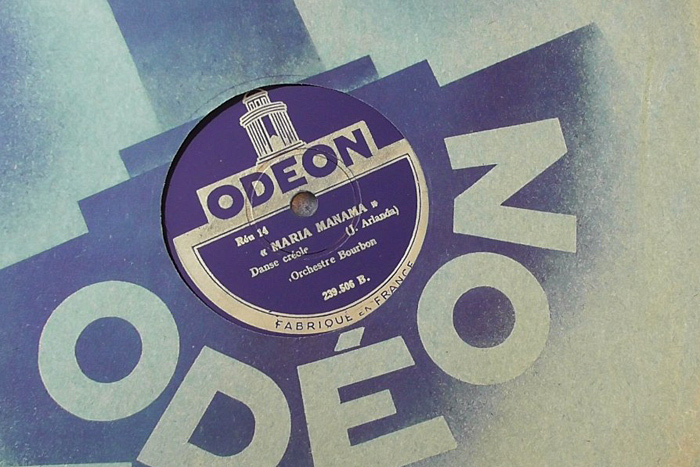 ODEON
Réu 14
« MARIA MANAMA »
Danse créole (J. Arlanda)
Orchestre Bourbon
239.506 B.
FABRIQUÉ EN FRANCE
ODÉON